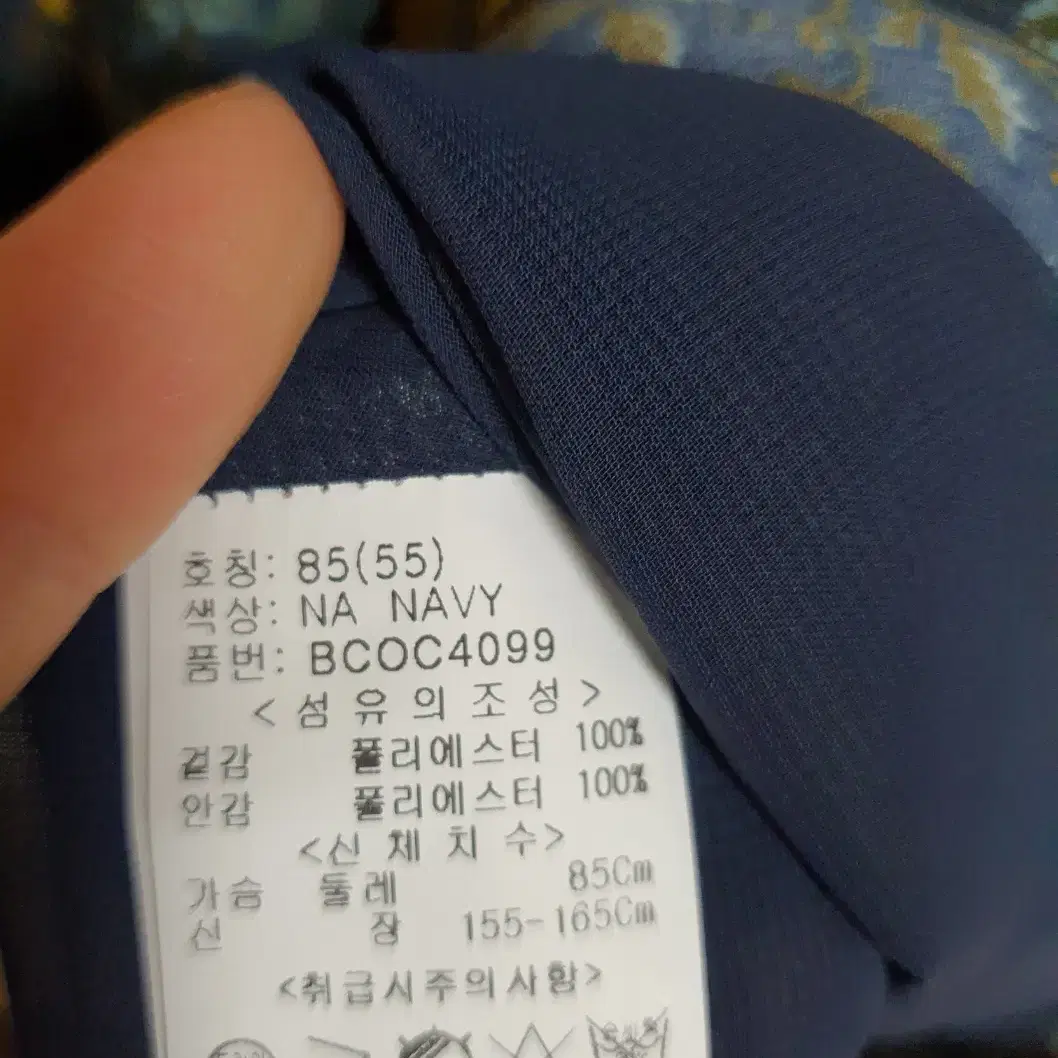 호칭: 85(55)
색상: NA NAVY
품번: BCOC4099
<섬유의조성>
겉감 폴리에스터 100%
안감 폴리에스터 100%
<신체치수>
가슴 둘레 85Cm
신 장 155-165Cm
<취급시주의사항>